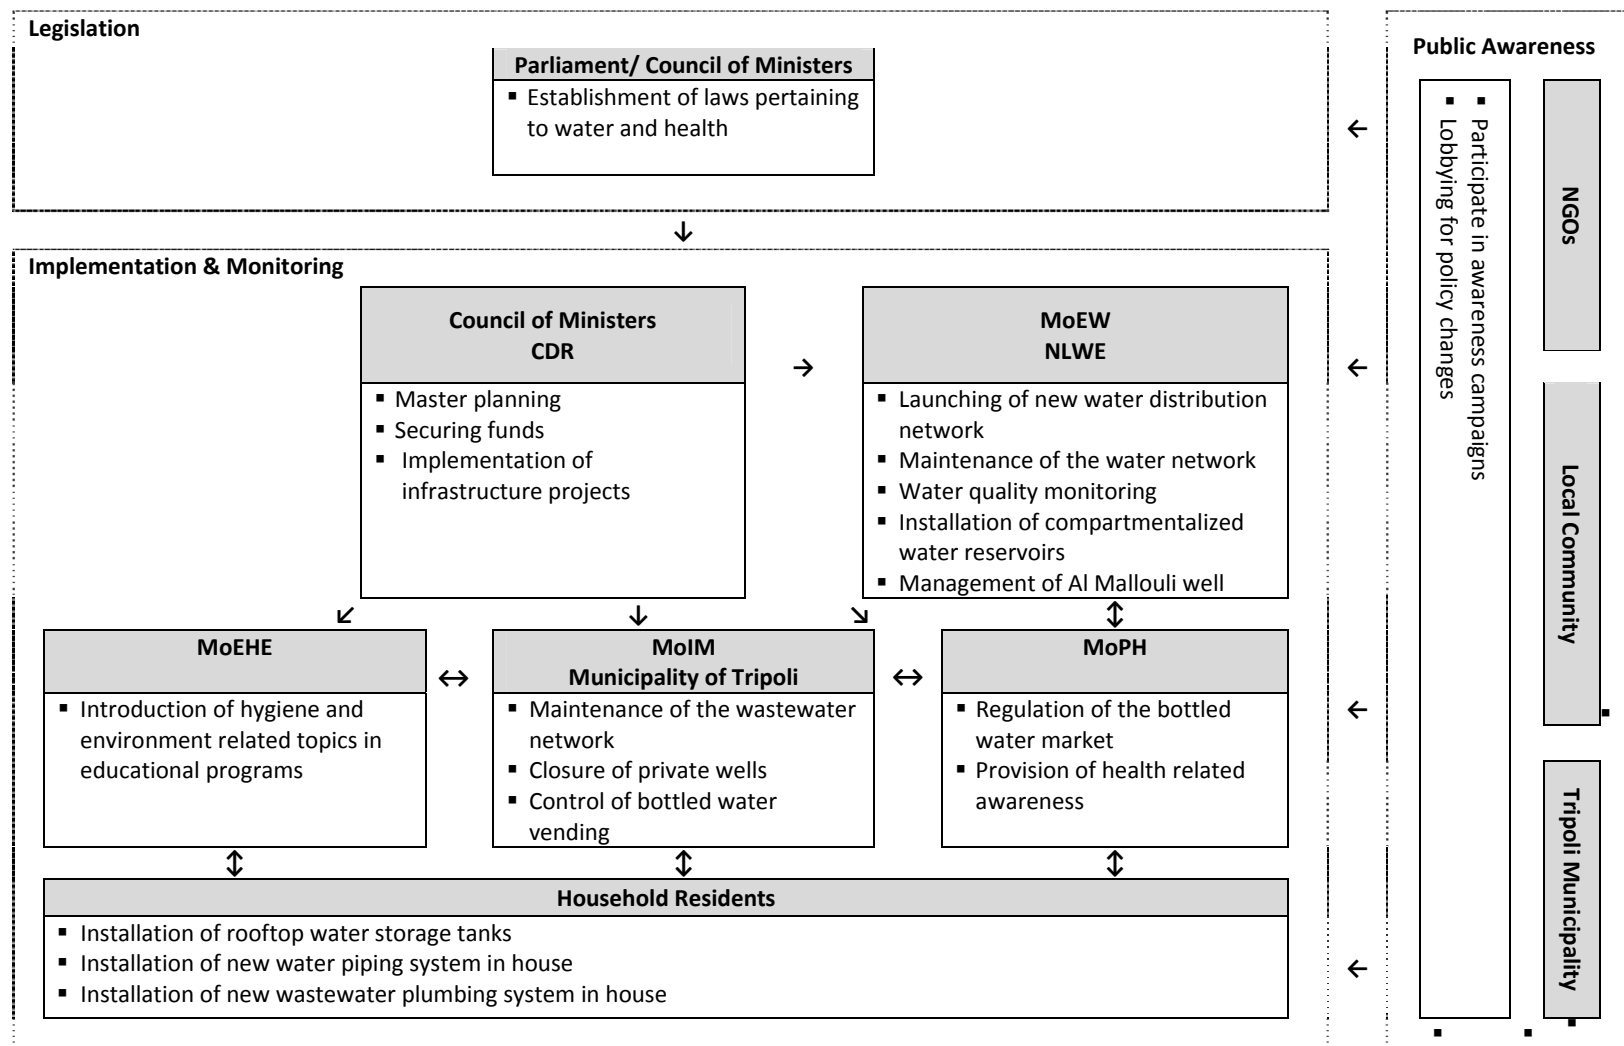 Legislation
Parliament/ Council of Ministers
▪ Establishment of laws pertaining
to water and health
Implementation & Monitoring
Council of Ministers
CDR
▪ Master planning
▪ Securing funds
▪ Implementation of
infrastructure projects
MoEW
NLWE
▪ Launching of new water distribution
network
▪ Maintenance of the water network
▪ Water quality monitoring
▪ Installation of compartmentalized
water reservoirs
▪ Management of Al Mallouli well
MoEHE
▪ Introduction of hygiene and
environment related topics in
educational programs
MoIM
Municipality of Tripoli
▪ Maintenance of the wastewater
network
▪ Closure of private wells
▪ Control of bottled water
vending
MoPH
▪ Regulation of the bottled
water market
▪ Provision of health related
awareness
Household Residents
▪ Installation of rooftop water storage tanks
▪ Installation of new water piping system in house
▪ Installation of new wastewater plumbing system in house
Public Awareness
▪ Participate in awareness campaigns
▪ Lobbying for policy changes
NGOs
Local Community
Tripoli Municipality